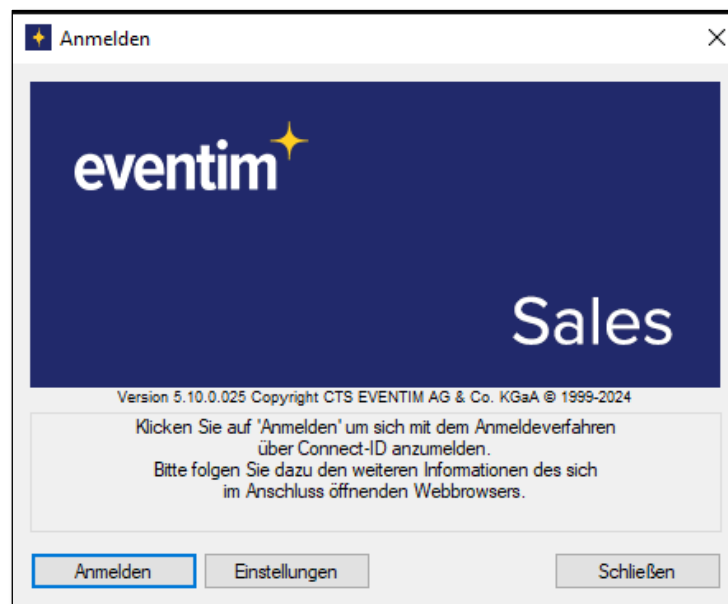 Anmelden
eventim
Sales
Version 5.10.0.025 Copyright CTS EVENTIM AG & Co. KGaA © 1999-2024
Klicken Sie auf 'Anmelden' um sich mit dem Anmeldeverfahren
über Connect-ID anzumelden.
Bitte folgen Sie dazu den weiteren Informationen des sich
im Anschluss öffnenden Webbrowsers.
Anmelden Einstellungen Schließen